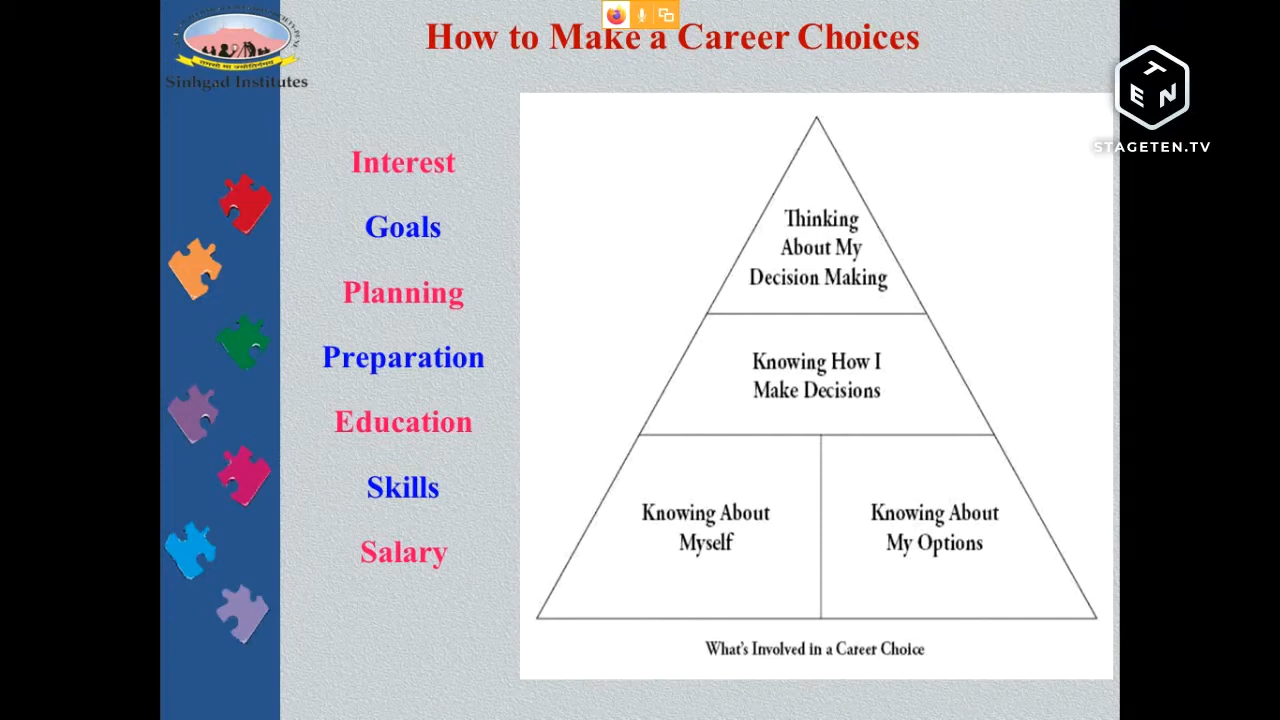 How to Make a Career Choices
Sinhgad Institutes
T
E N
STAGETEN.TV
Interest
Goals
Planning
Preparation
Education
Skills
Salary
Thinking
About My
Decision Making
Knowing How I
Make Decisions
Knowing About
Myself
Knowing About
My Options
What's Involved in a Career Choice